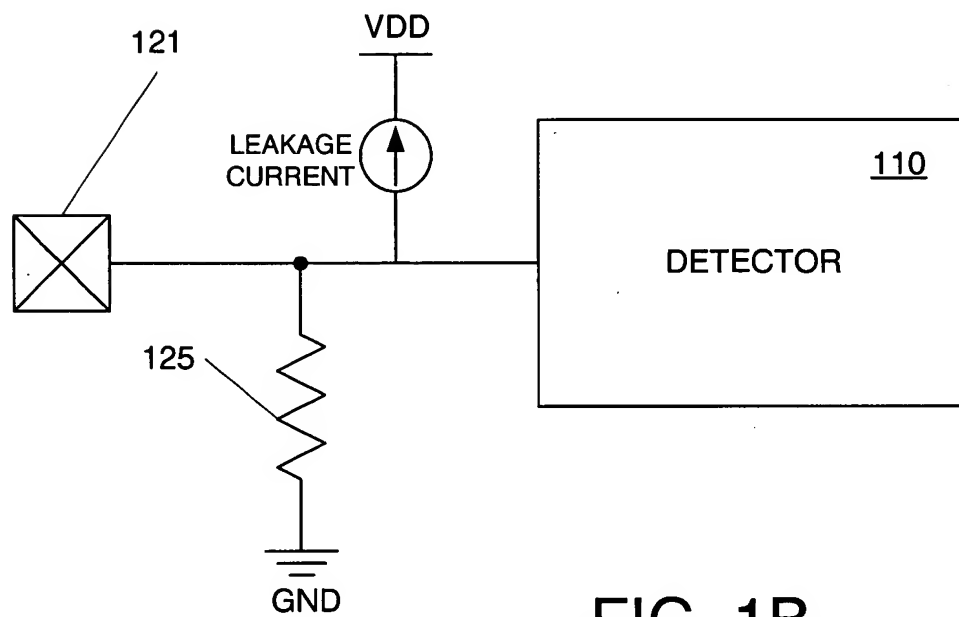 121
VDD
LEAKAGE
CURRENT
110
DETECTOR
125
GND